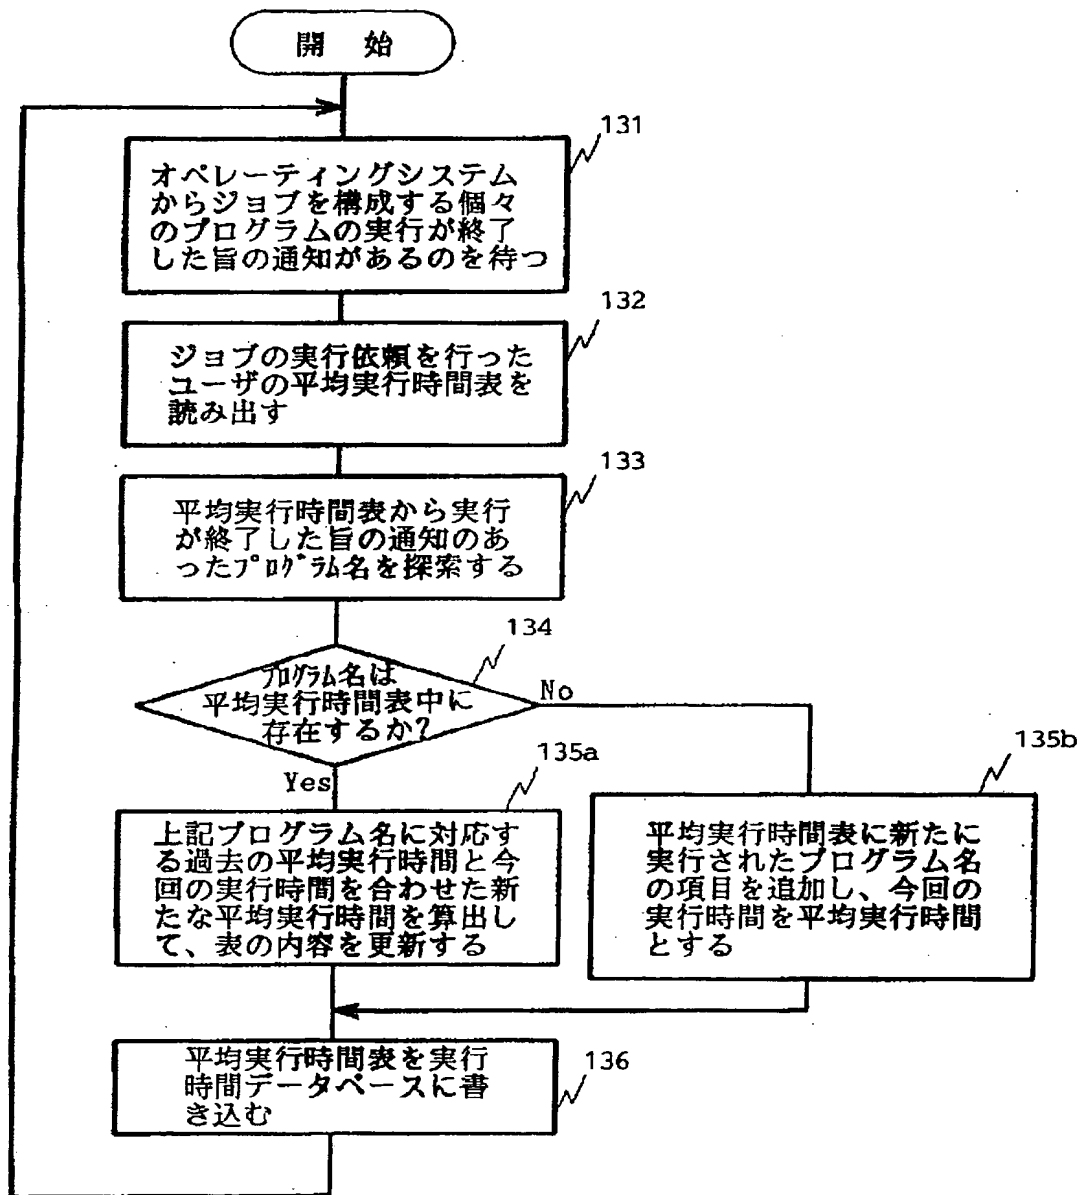 開 始
131
オペレーティングシステム
からジョブを構成する個々
のプログラムの実行が終了
した旨の通知があるのを待つ
132
ジョブの実行依頼を行った
ユーザの平均実行時間表を
読み出す
133
平均実行時間表から実行
が終了した旨の通知のあ
ったﾌﾟﾛｸﾞﾗﾑ名を探索する
134
ﾌﾟﾛｸﾞﾗﾑ名は
平均実行時間表中に
存在するか?
No
Yes
135a
上記プログラム名に対応す
る過去の平均実行時間と今
回の実行時間を合わせた新
たな平均実行時間を算出し
て、表の内容を更新する
135b
平均実行時間表に新たに
実行されたプログラム名
の項目を追加し、今回の
実行時間を平均実行時間
とする
136
平均実行時間表を実行
時間データベースに書
き込む